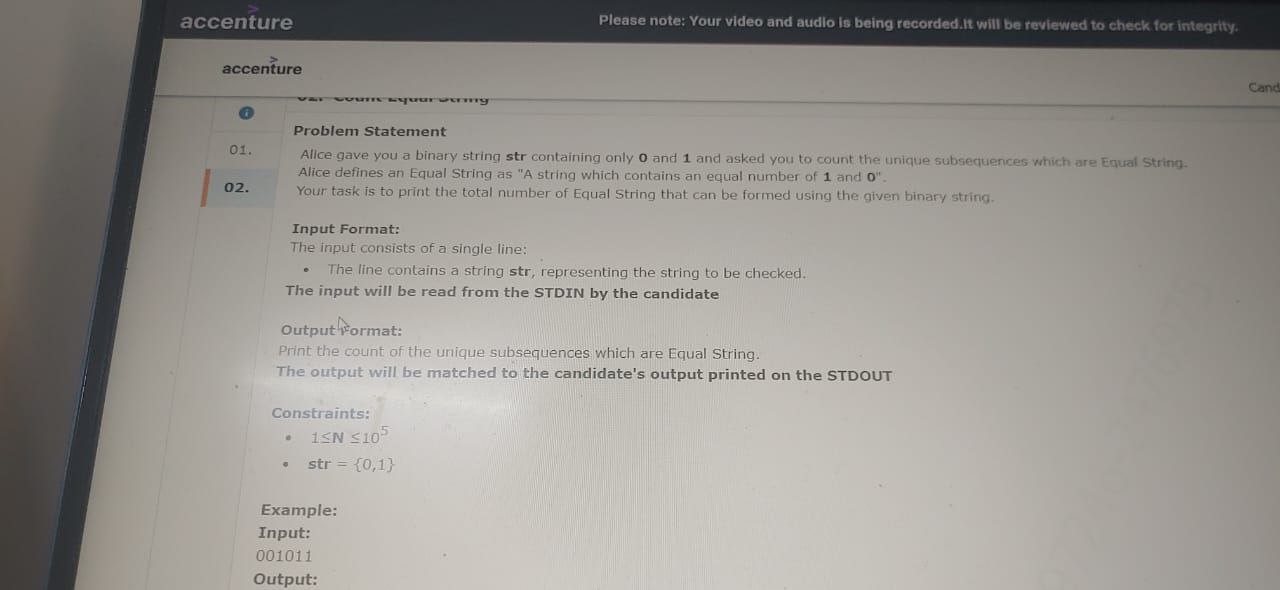 accenture
Please note: Your video and audio is being recorded.It will be reviewed to check for integrity.
accenture
Cand
02. Count Equal String
Problem Statement
01.
Alice gave you a binary string str containing only 0 and 1 and asked you to count the unique subsequences which are Equal String.
Alice defines an Equal String as "A string which contains an equal number of 1 and 0".
02.
Your task is to print the total number of Equal String that can be formed using the given binary string.
Input Format:
The input consists of a single line:
• The line contains a string str, representing the string to be checked.
The input will be read from the STDIN by the candidate
Output Format:
Print the count of the unique subsequences which are Equal String.
The output will be matched to the candidate's output printed on the STDOUT
Constraints:
• 1≤N ≤10^5
• str = {0,1}
Example:
Input:
001011
Output: